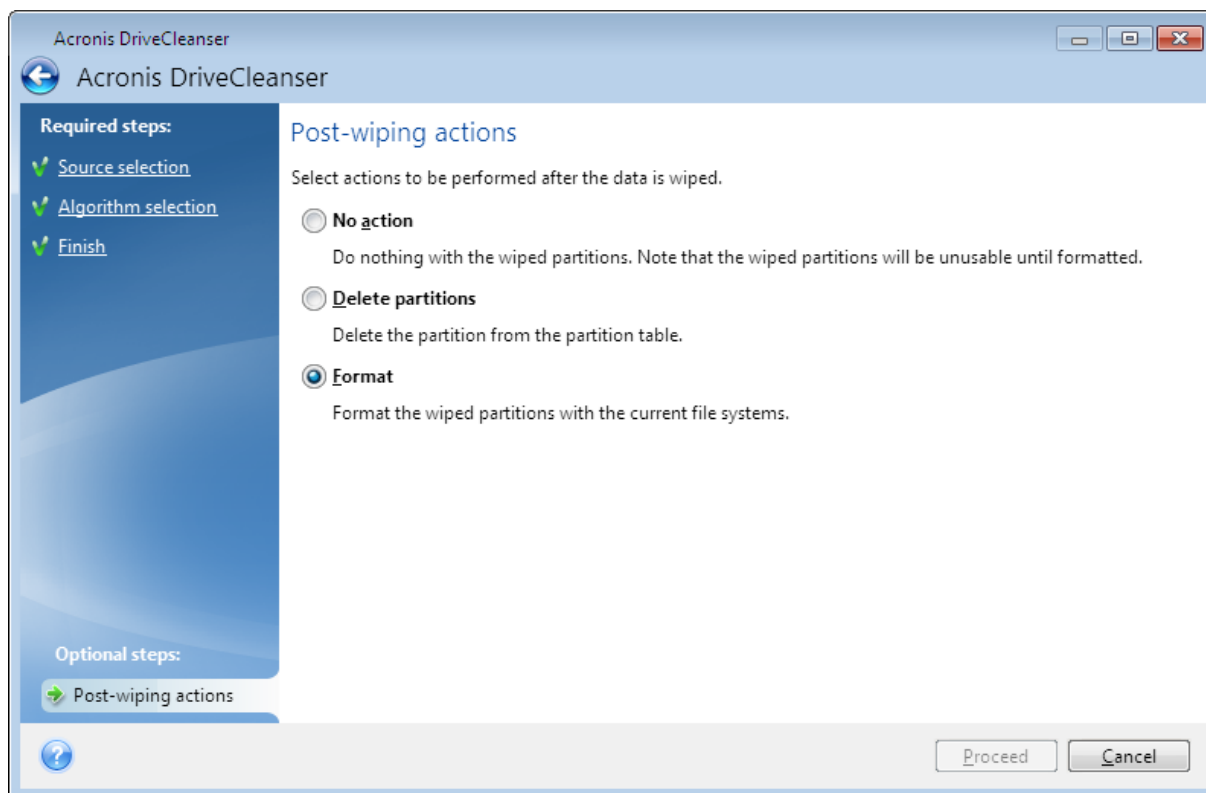 Acronis DriveCleanser
Acronis DriveCleanser
Required steps:
Source selection
Algorithm selection
Finish
Optional steps:
Post-wiping actions
Post-wiping actions
Select actions to be performed after the data is wiped.
No action
Do nothing with the wiped partitions. Note that the wiped partitions will be unusable until formatted.
Delete partitions
Delete the partition from the partition table.
Format
Format the wiped partitions with the current file systems.
?
Proceed
Cancel